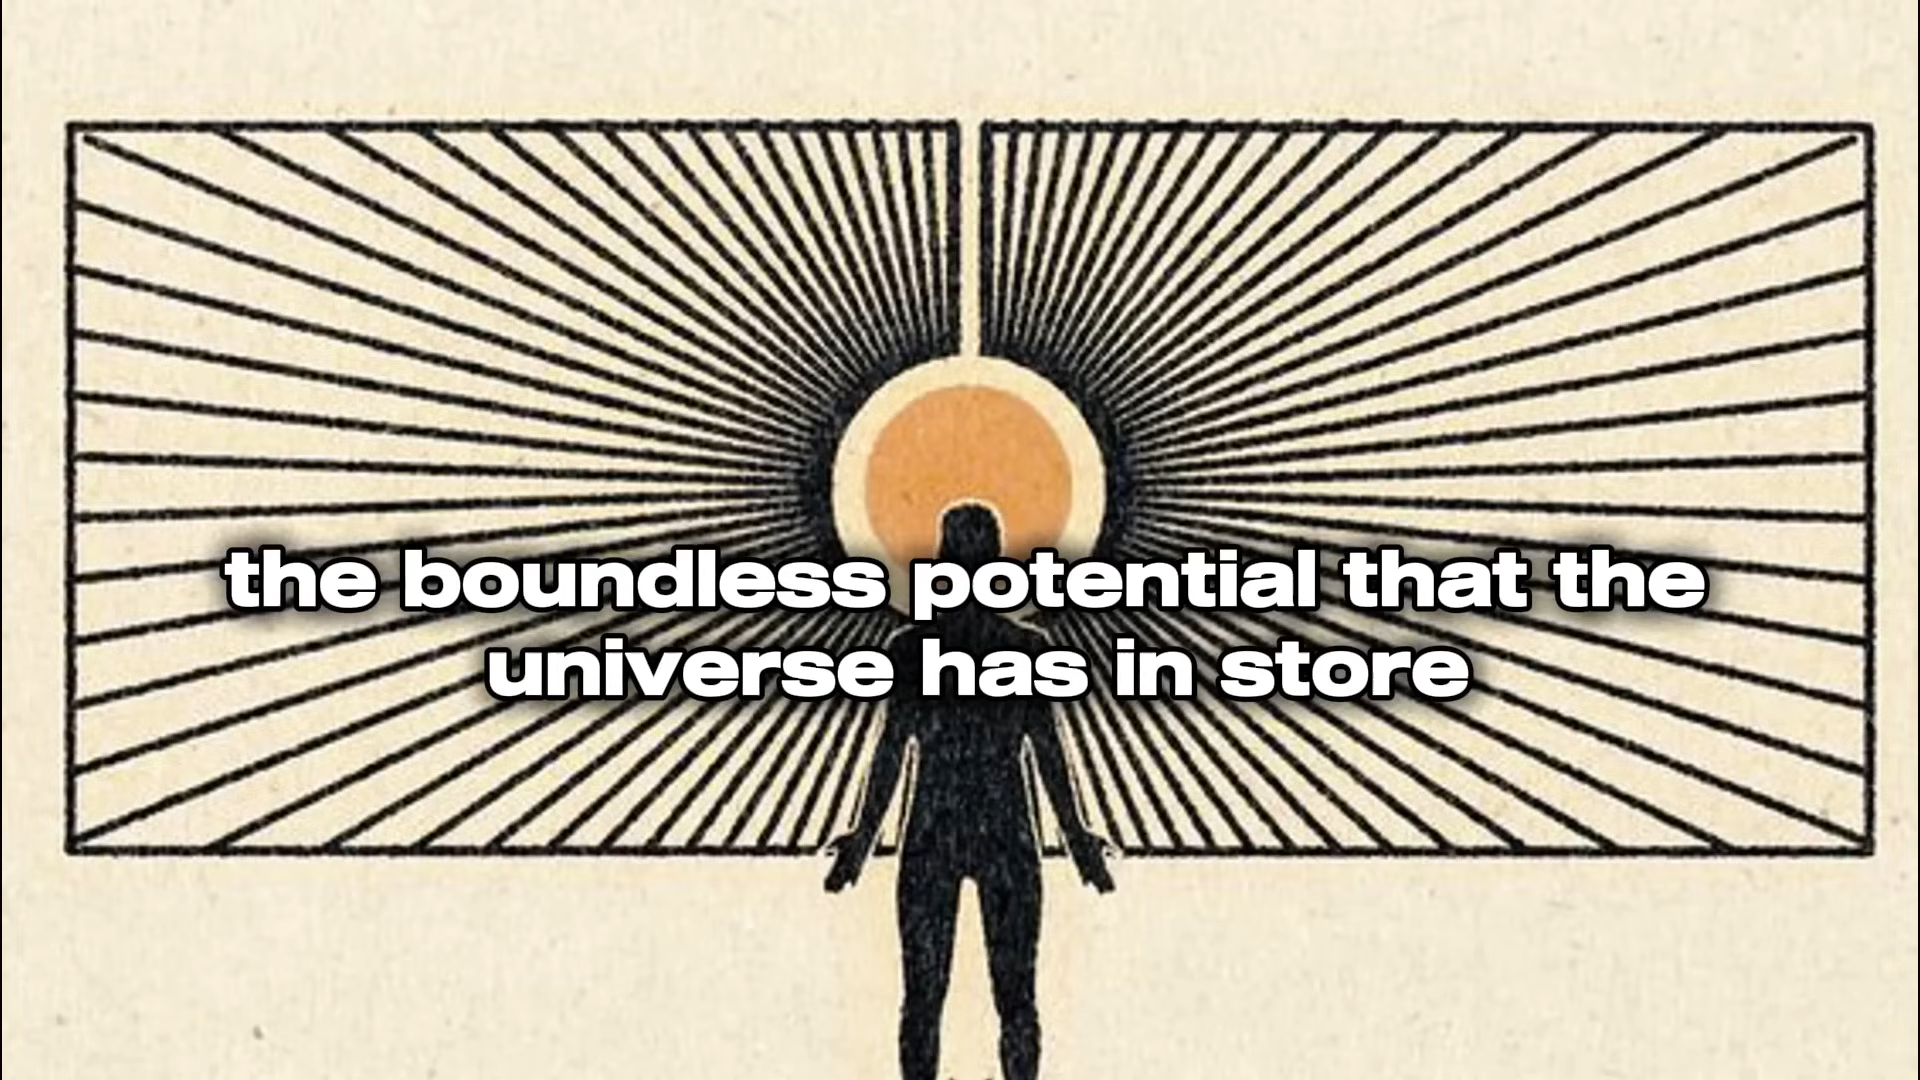 the boundless potential that the
universe has in store